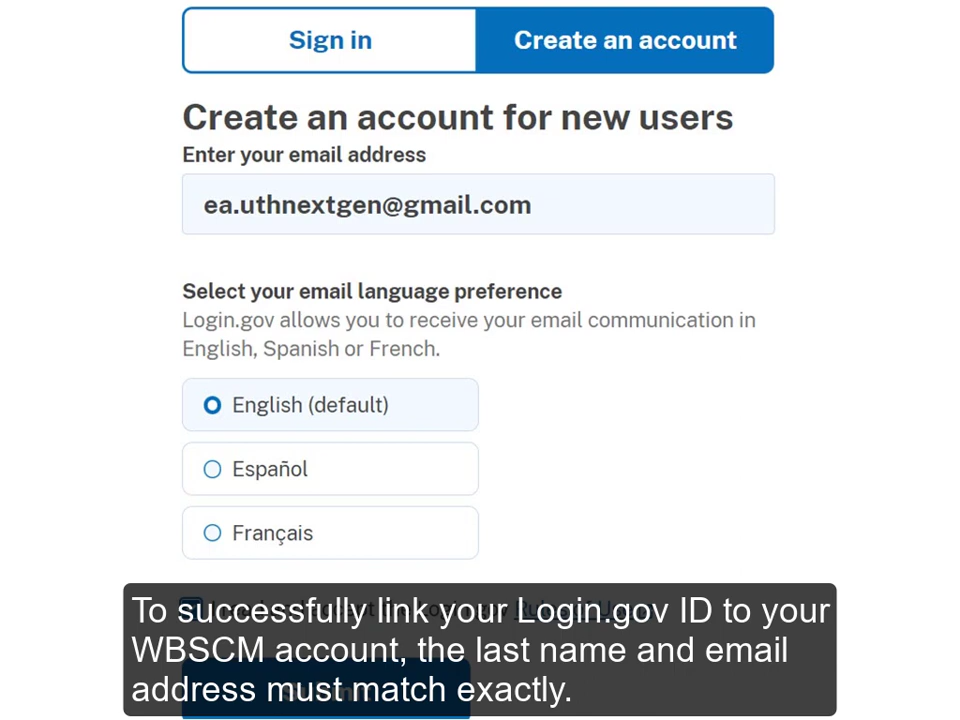 Sign in
Create an account
Create an account for new users
Enter your email address
ea.uthnextgen@gmail.com
Select your email language preference
Login.gov allows you to receive your email communication in
English, Spanish or French.
English (default)
Español
Français
To successfully link your Login.gov ID to your
WBSCM account, the last name and email
address must match exactly.